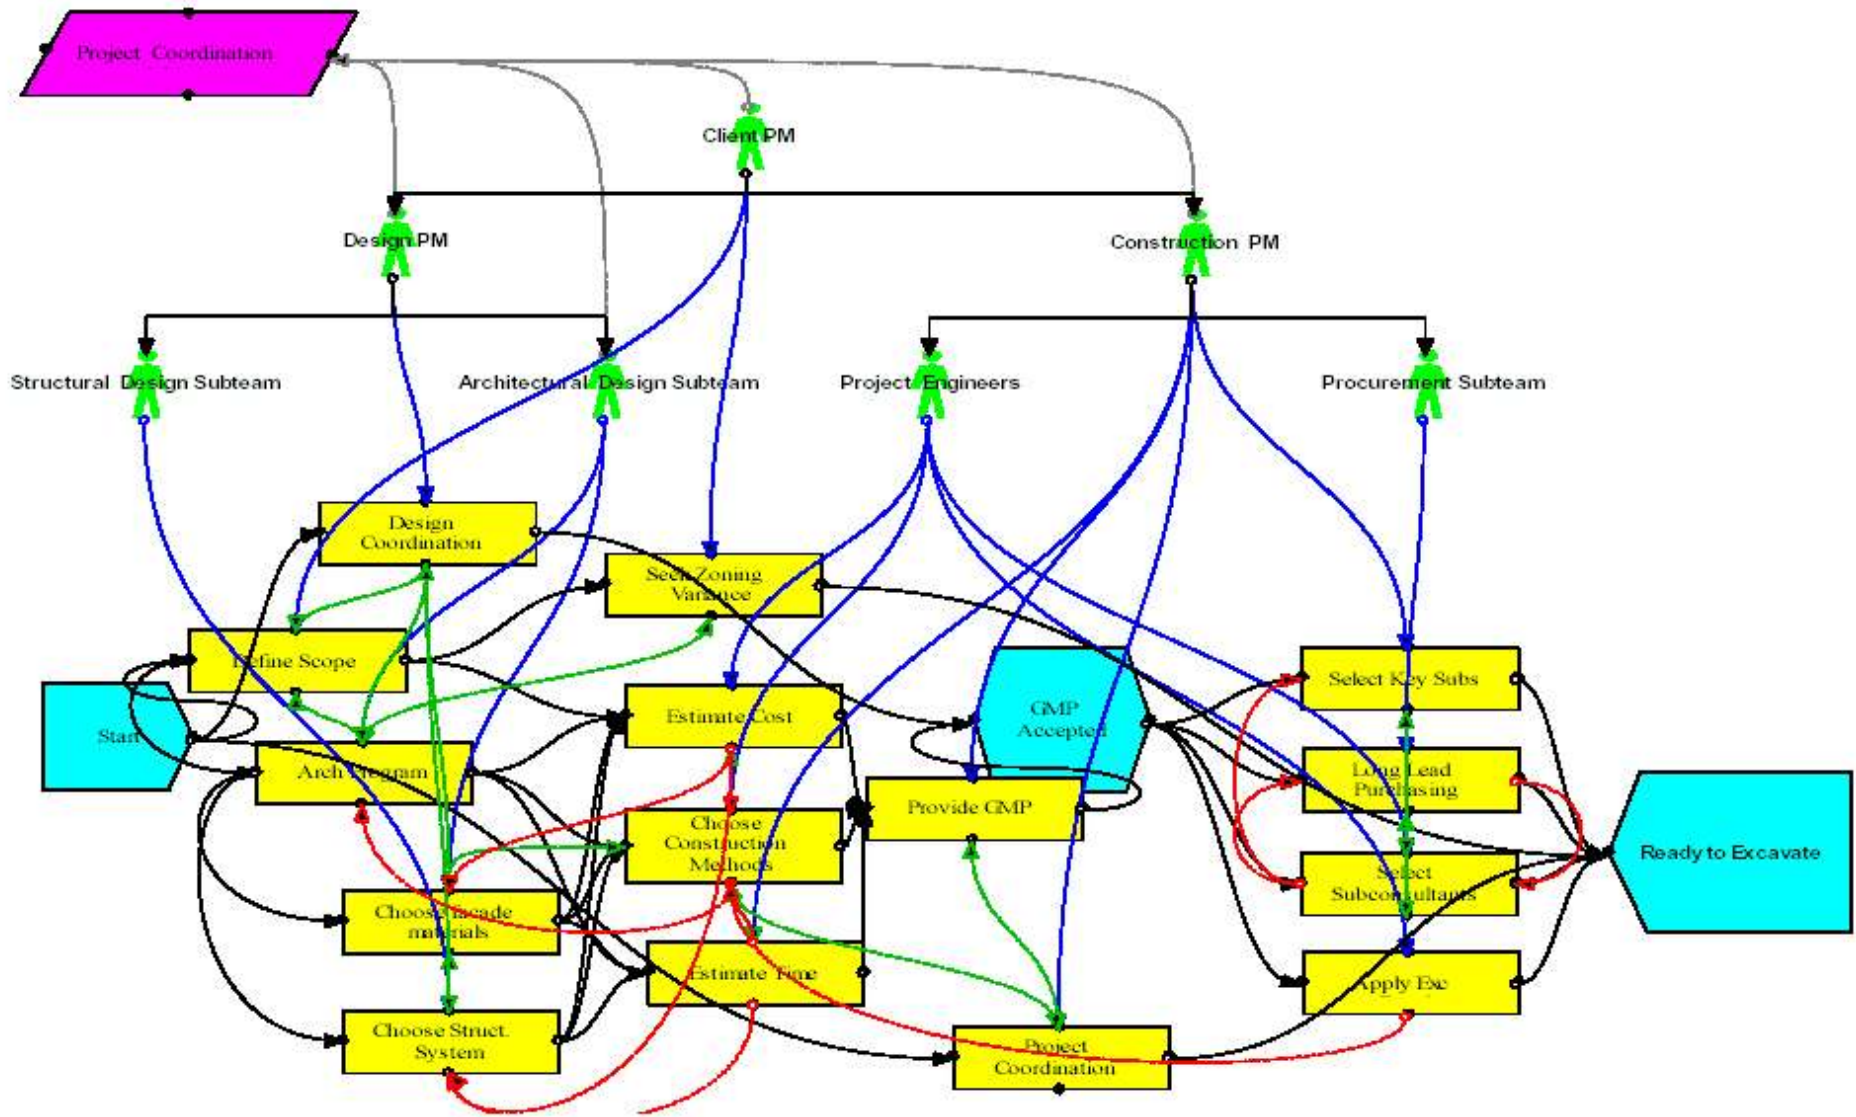 Project Coordination
Client PM
Design PM
Construction PM
Structural Design Subteam
Architectural Design Subteam
Project Engineers
Procurement Subteam
Design
Coordination
Seek Zoning
Variance
Define Scope
Select Key Subs
Start
Estimate Cost
GMP
Accepted
Arch Program
Long Lead
Purchasing
Provide GMP
Choose
Construction
Methods
Ready to Excavate
Select
Subconsultants
Choose facade
materials
Estimate Time
Apply Exc
Choose Struct.
System
Project
Coordination